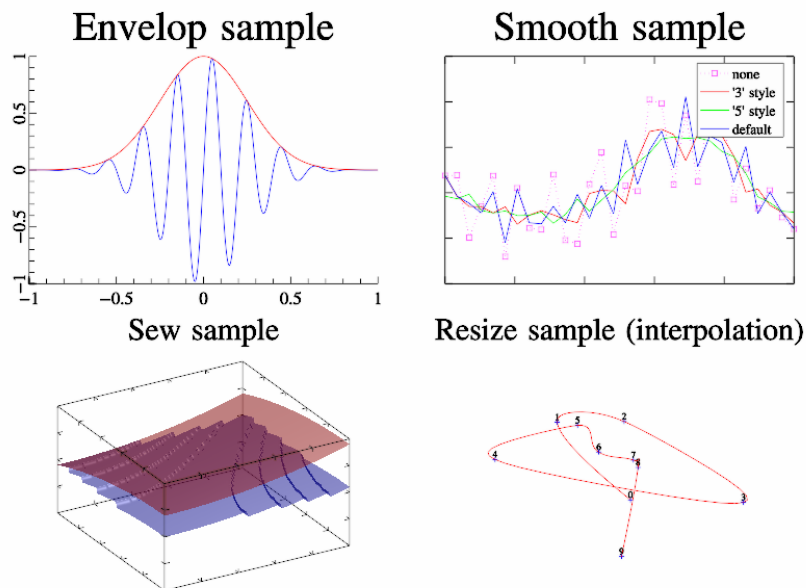 Envelop sample
Smooth sample
1
0.5
0
−0.5
−1
−1
−0.5
0
0.5
1
none
'3' style
'5' style
default
Sew sample
Resize sample (interpolation)
1
5
2
6
4
7
8
0
3
9